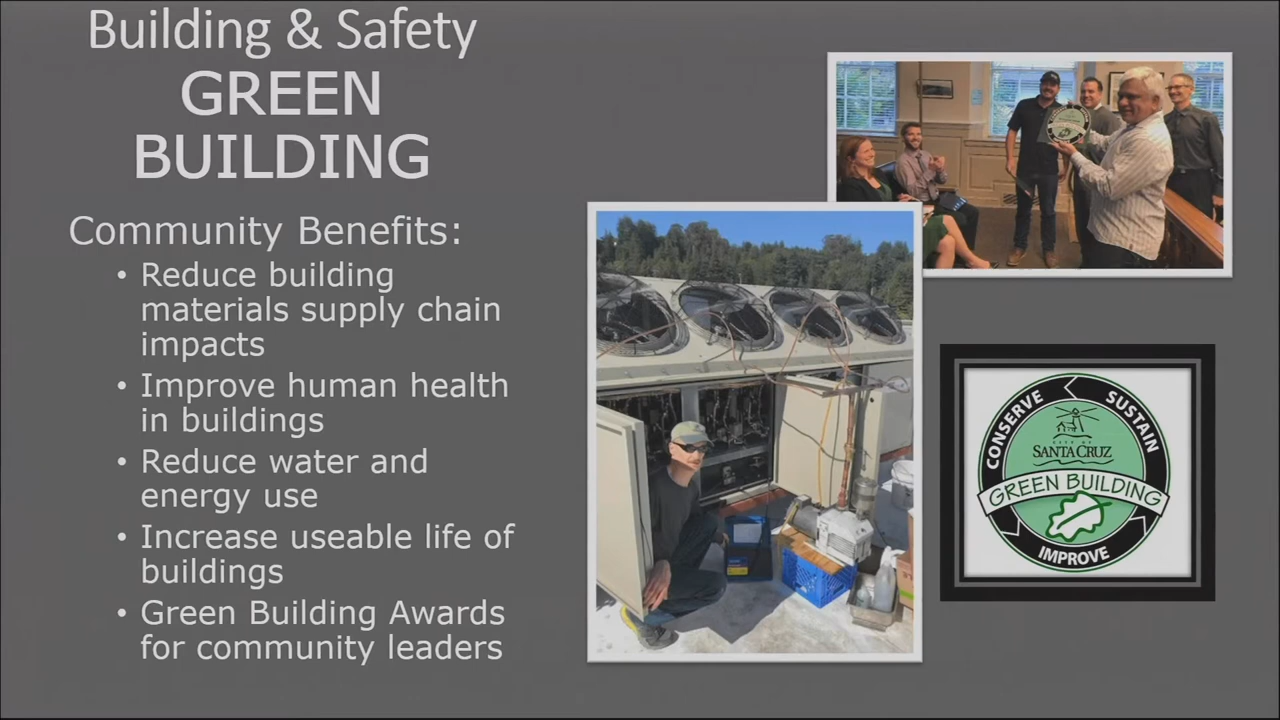 Building & Safety
GREEN
BUILDING
Community Benefits:
• Reduce building
materials supply chain
impacts
• Improve human health
in buildings
• Reduce water and
energy use
• Increase useable life of
buildings
• Green Building Awards
for community leaders
CONSERVE
SUSTAIN
CITY OF
SANTA CRUZ
GREEN BUILDING
IMPROVE